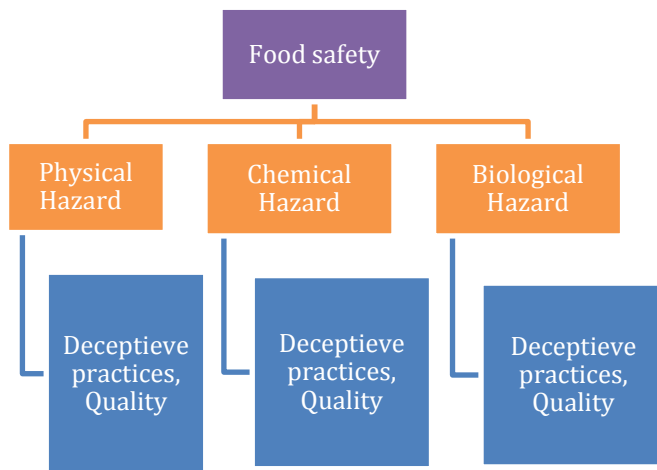 Food safety
Physical
Hazard
Chemical
Hazard
Biological
Hazard
Deceptieve
practices,
Quality
Deceptieve
practices,
Quality
Deceptieve
practices,
Quality